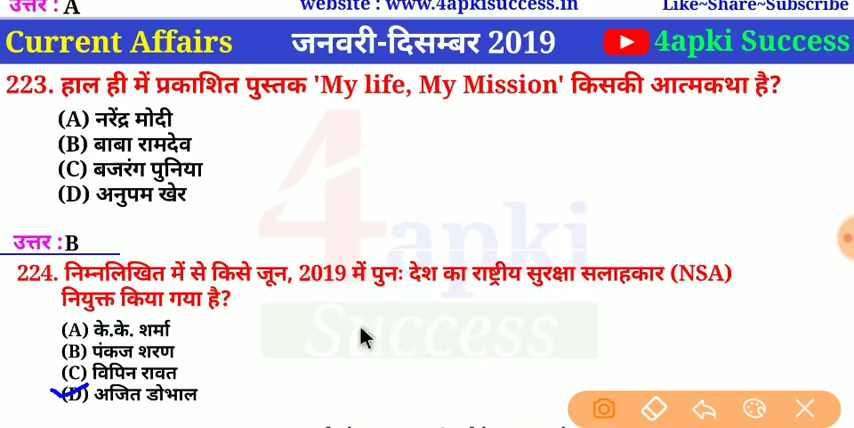 उत्तर : A website : www.4apkisuccess.in Like~Share~Subscribe
Current Affairs जनवरी-दिसम्बर 2019 4apki Success
223. हाल ही में प्रकाशित पुस्तक 'My life, My Mission' किसकी आत्मकथा है?
(A) नरेंद्र मोदी
(B) बाबा रामदेव
(C) बजरंग पुनिया
(D) अनुपम खेर
उत्तर : B
224. निम्नलिखित में से किसे जून, 2019 में पुनः देश का राष्ट्रीय सुरक्षा सलाहकार (NSA)
नियुक्त किया गया है?
(A) के.के. शर्मा
(B) पंकज शरण
(C) विपिन रावत
(D) अजित डोभाल
4apki
Success